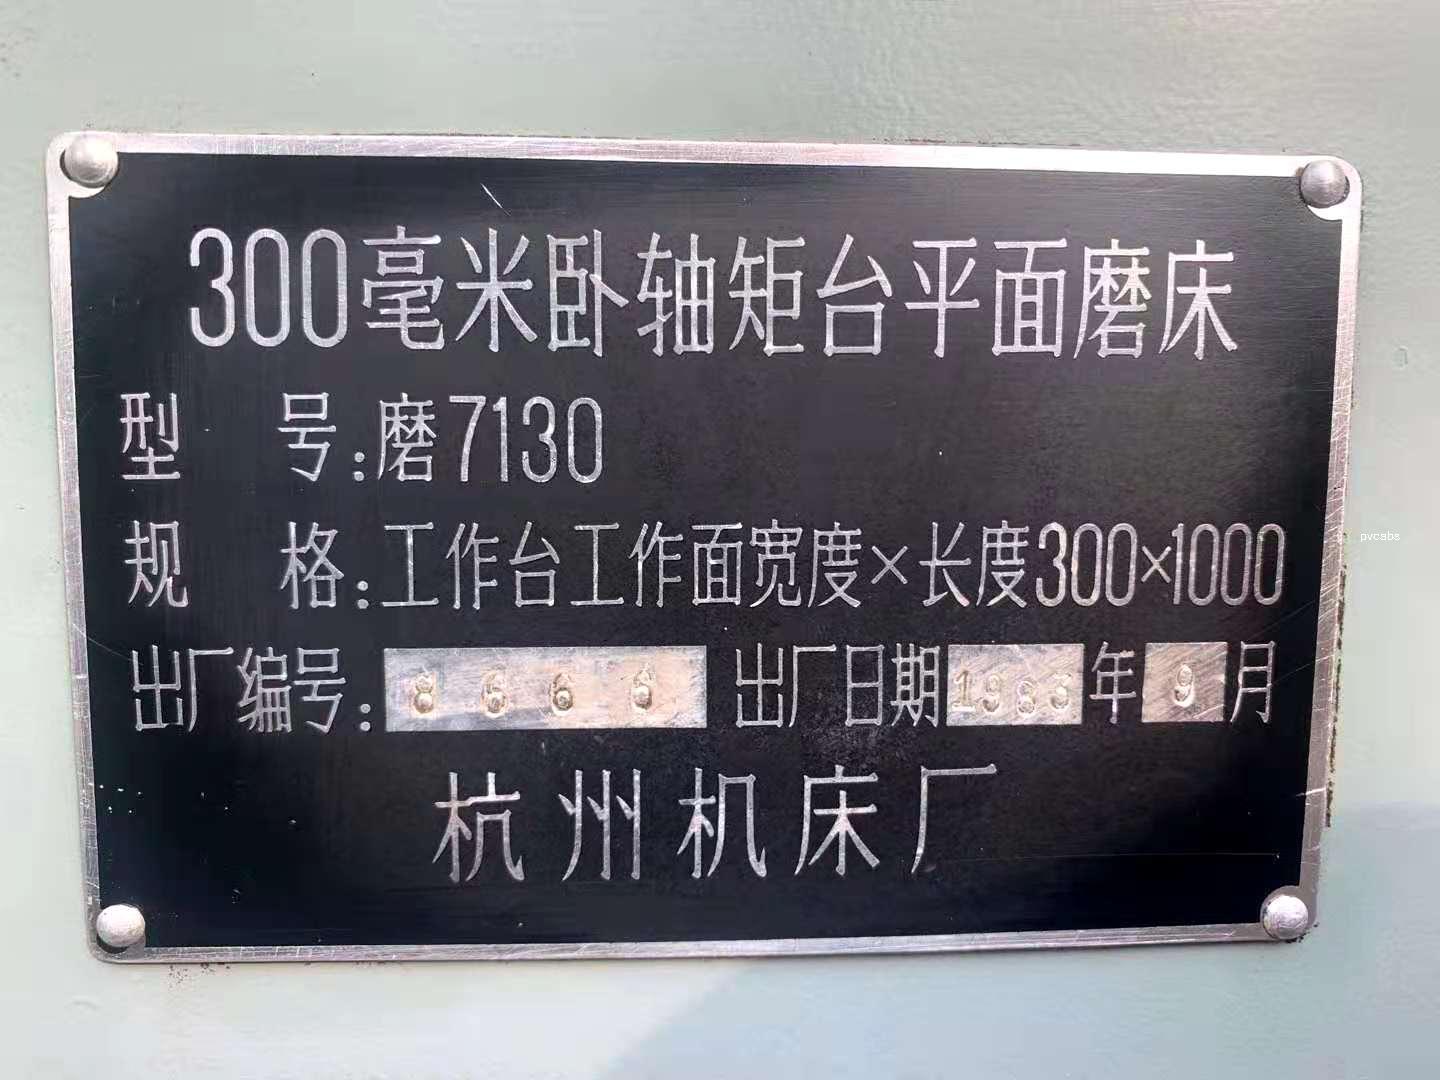 300毫米卧轴矩台平面磨床
型 号:磨7130
规 格:工作台工作面宽度×长度300×1000
出厂编号: 8666 出厂日期1983年9月
杭州机床厂
pvcabs